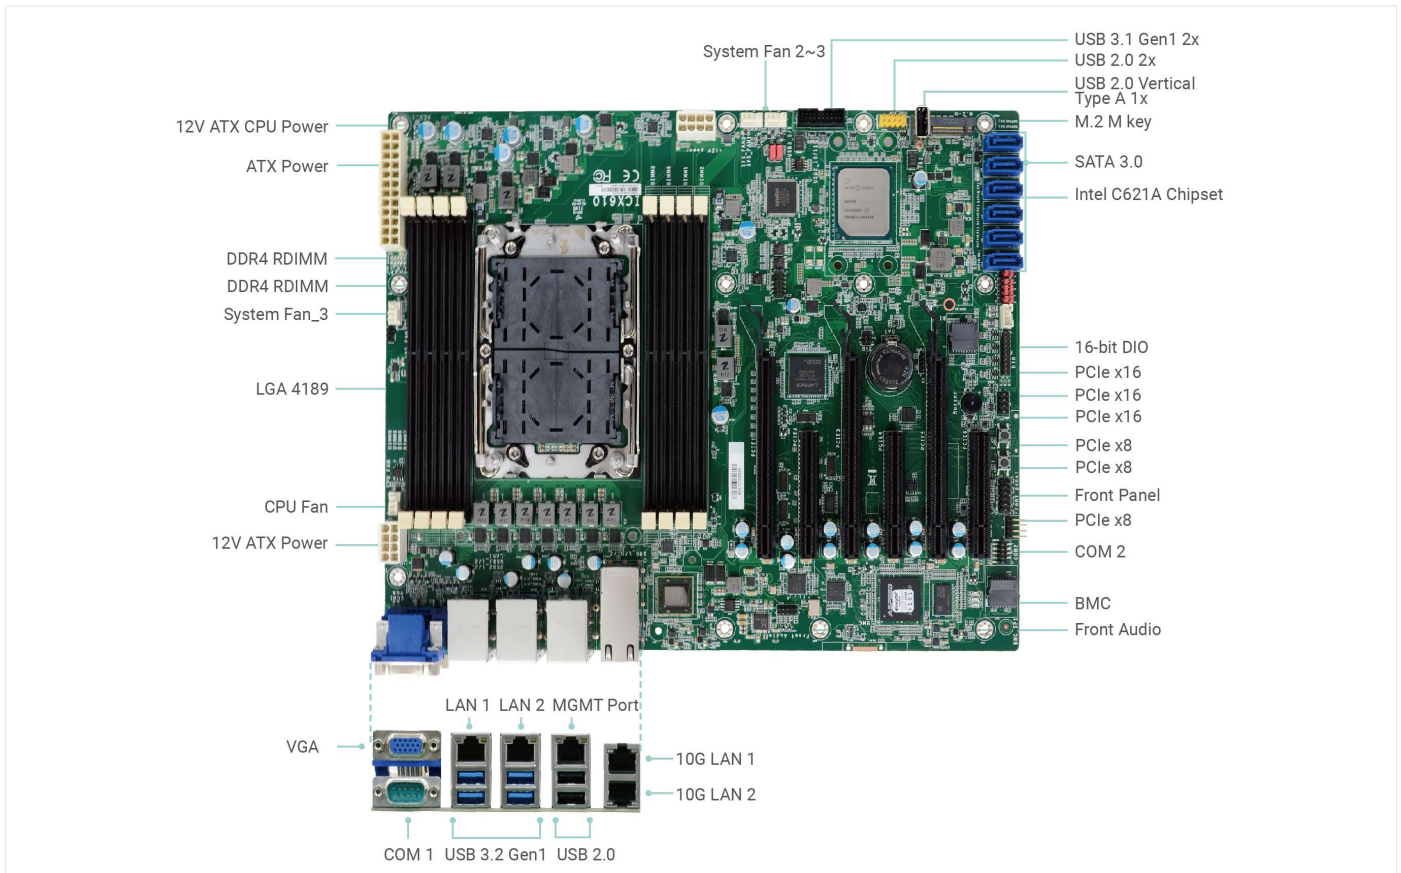 System Fan 2~3
USB 3.1 Gen1 2x
USB 2.0 2x
USB 2.0 Vertical
Type A 1x
M.2 M key
SATA 3.0
Intel C621A Chipset
12V ATX CPU Power
ATX Power
DDR4 RDIMM
DDR4 RDIMM
System Fan_3
LGA 4189
CPU Fan
12V ATX Power
ICX610
16-bit DIO
PCIe x16
PCIe x16
PCIe x16
PCIe x8
PCIe x8
Front Panel
PCIe x8
COM 2
BMC
Front Audio
LAN 1 LAN 2 MGMT Port
VGA
10G LAN 1
10G LAN 2
COM 1 USB 3.2 Gen1 USB 2.0